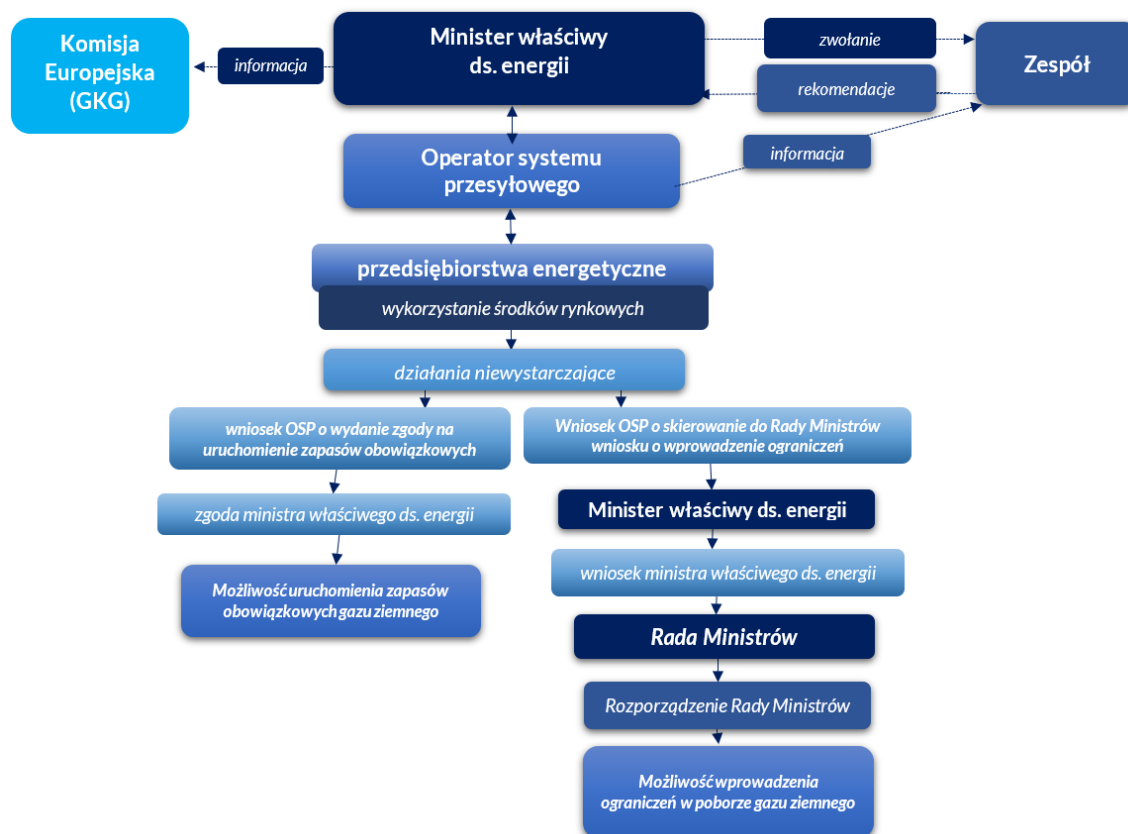 Komisja
Europejska
(GKG)
informacja
Minister właściwy
ds. energii
zwołanie
rekomendacje
Zespół
Operator systemu
przesyłowego
informacja
przedsiębiorstwa energetyczne
wykorzystanie środków rynkowych
działania niewystarczające
wniosek OSP o wydanie zgody na
uruchomienie zapasów obowiązkowych
zgoda ministra właściwego ds. energii
Możliwość uruchomienia zapasów
obowiązkowych gazu ziemnego
Wniosek OSP o skierowanie do Rady Ministrów
wniosku o wprowadzenie ograniczeń
Minister właściwy ds. energii
wniosek ministra właściwego ds. energii
Rada Ministrów
Rozporządzenie Rady Ministrów
Możliwość wprowadzenia
ograniczeń w poborze gazu ziemnego